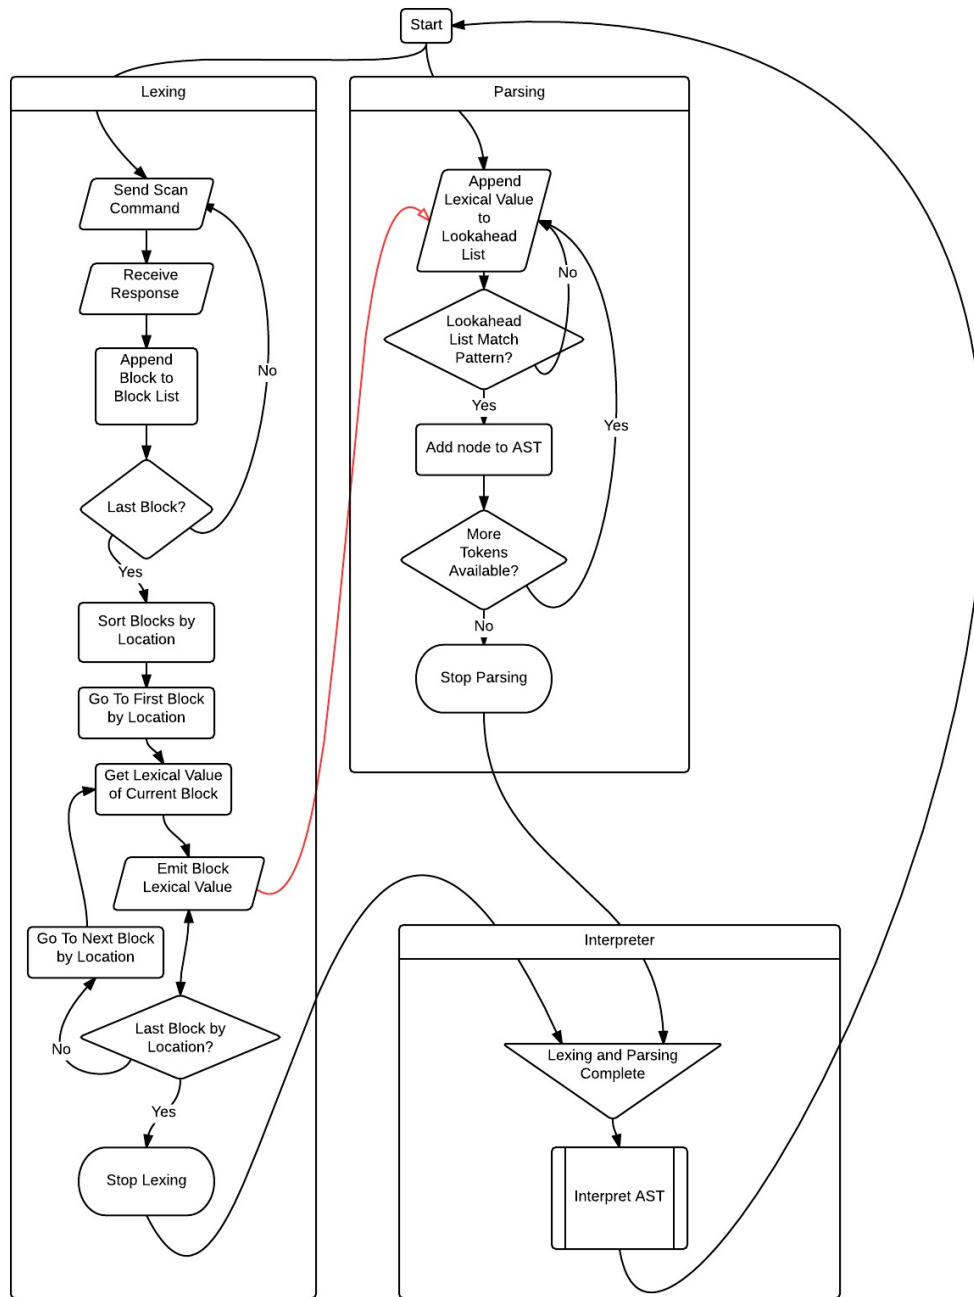 Start
Lexing
Send Scan
Command
Receive
Response
Append
Block to
Block List
No
Last Block?
Yes
Sort Blocks by
Location
Go To First Block
by Location
Get Lexical Value
of Current Block
Emit Block
Lexical Value
Go To Next Block
by Location
Last Block by
Location?
No
Yes
Stop Lexing
Parsing
Append
Lexical Value
to
Lookahead
List
No
Lookahead
List Match
Pattern?
Yes
Yes
Add node to AST
More
Tokens
Available?
No
Stop Parsing
Interpreter
Lexing and Parsing
Complete
Interpret AST